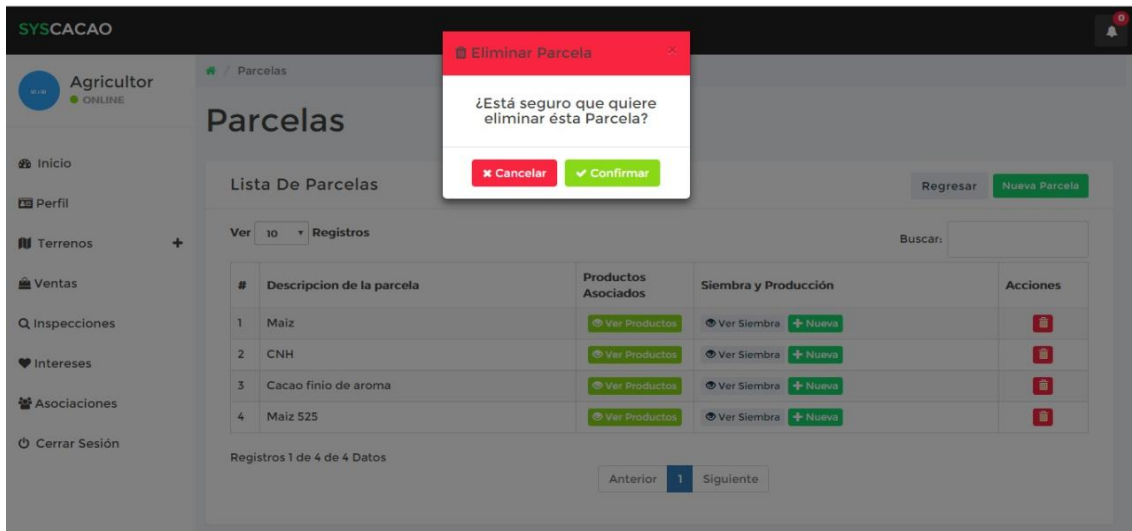 SYSCACAO
0
Eliminar Parcela ×
¿Está seguro que quiere
eliminar ésta Parcela?
Cancelar Confirmar
Agricultor
ONLINE
Inicio
Perfil
Terrenos +
Ventas
Inspecciones
Intereses
Asociaciones
Cerrar Sesión
/ Parcelas
Parcelas
Lista De Parcelas
Regresar Nueva Parcela
Ver 10 Registros
Buscar:
# Descripcion de la parcela Productos Asociados Siembra y Producción Acciones
1 Maiz Ver Productos Ver Siembra Nueva
2 CNH Ver Productos Ver Siembra Nueva
3 Cacao finio de aroma Ver Productos Ver Siembra Nueva
4 Maiz 525 Ver Productos Ver Siembra Nueva
Registros 1 de 4 de 4 Datos
Anterior 1 Siguiente